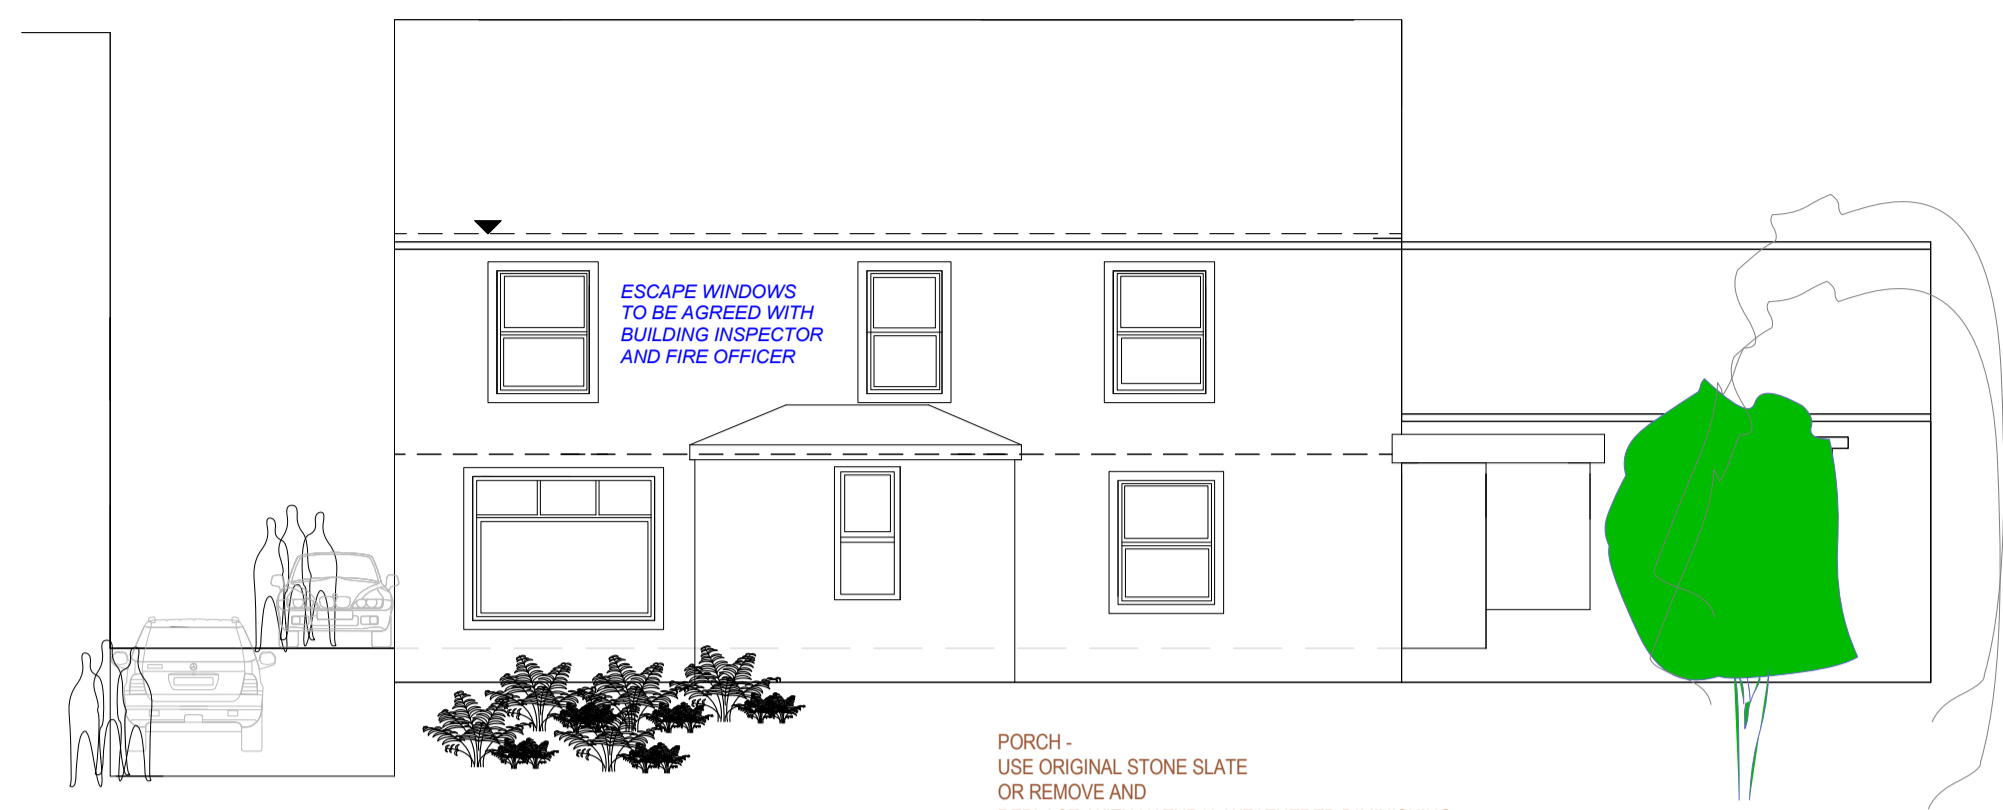 ESCAPE WINDOWS
TO BE AGREED WITH
BUILDING INSPECTOR
AND FIRE OFFICER
PORCH -
USE ORIGINAL STONE SLATE
OR REMOVE AND